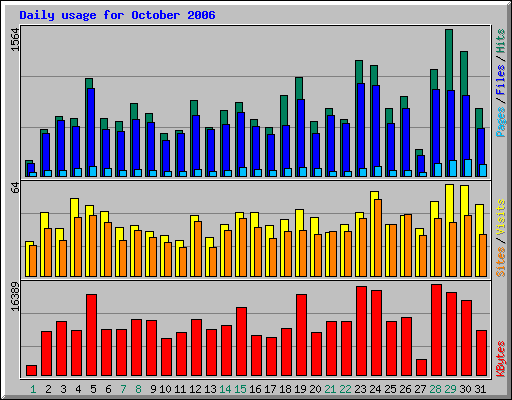 Daily usage for October 2006
1564
Pages / Files / Hits
64
Sites / Visits
16389
KBytes
1 2 3 4 5 6 7 8 9 10 11 12 13 14 15 16 17 18 19 20 21 22 23 24 25 26 27 28 29 30 31